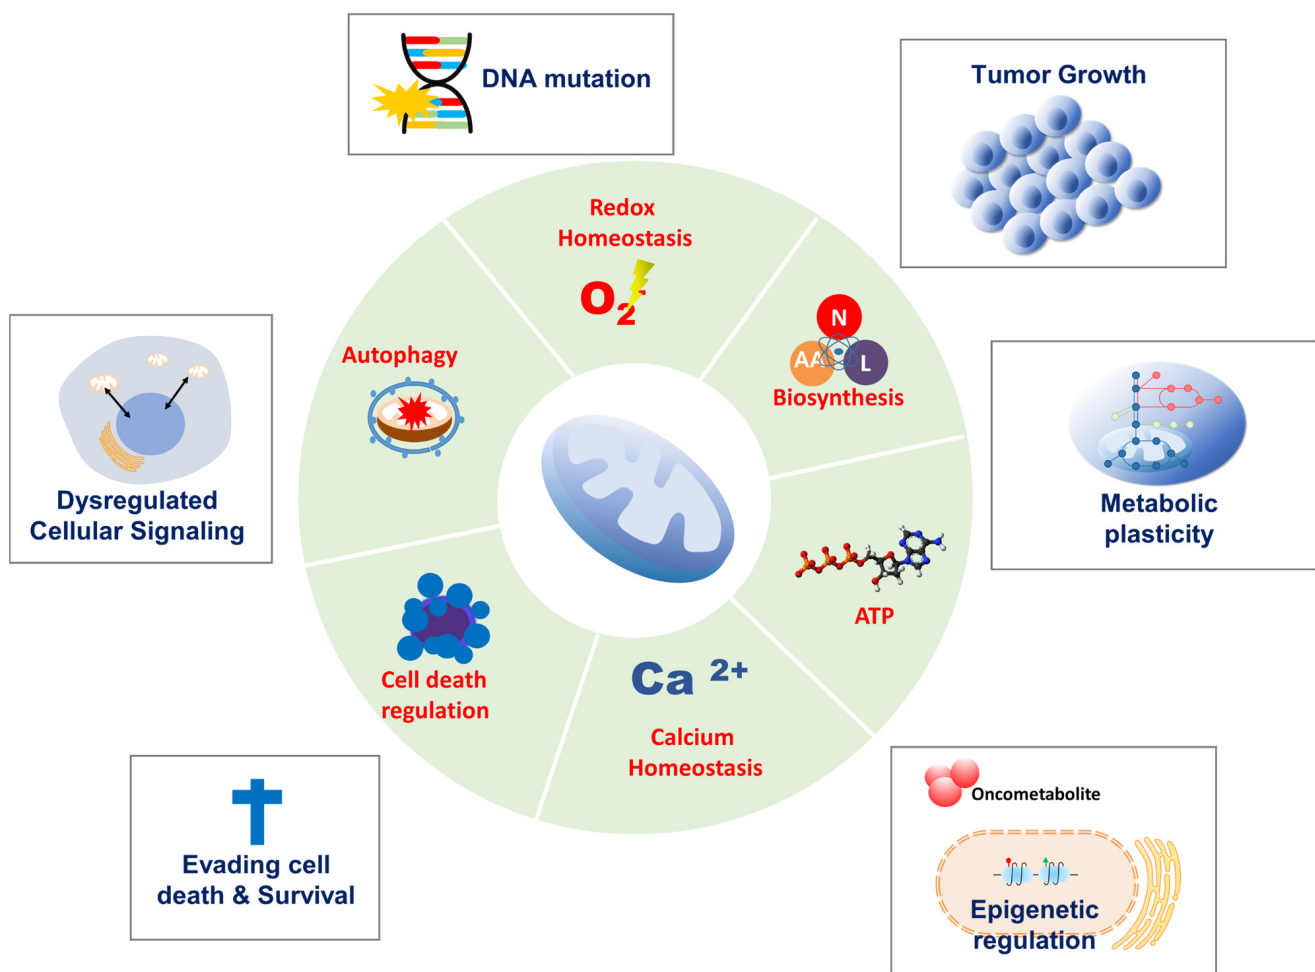 DNA mutation
Tumor Growth
Redox
Homeostasis
O₂⁻
N
AA
L
Biosynthesis
Autophagy
Dysregulated
Cellular Signaling
Metabolic
plasticity
ATP
Cell death
regulation
Ca ²⁺
Calcium
Homeostasis
Evading cell
death & Survival
Oncometabolite
Epigenetic
regulation